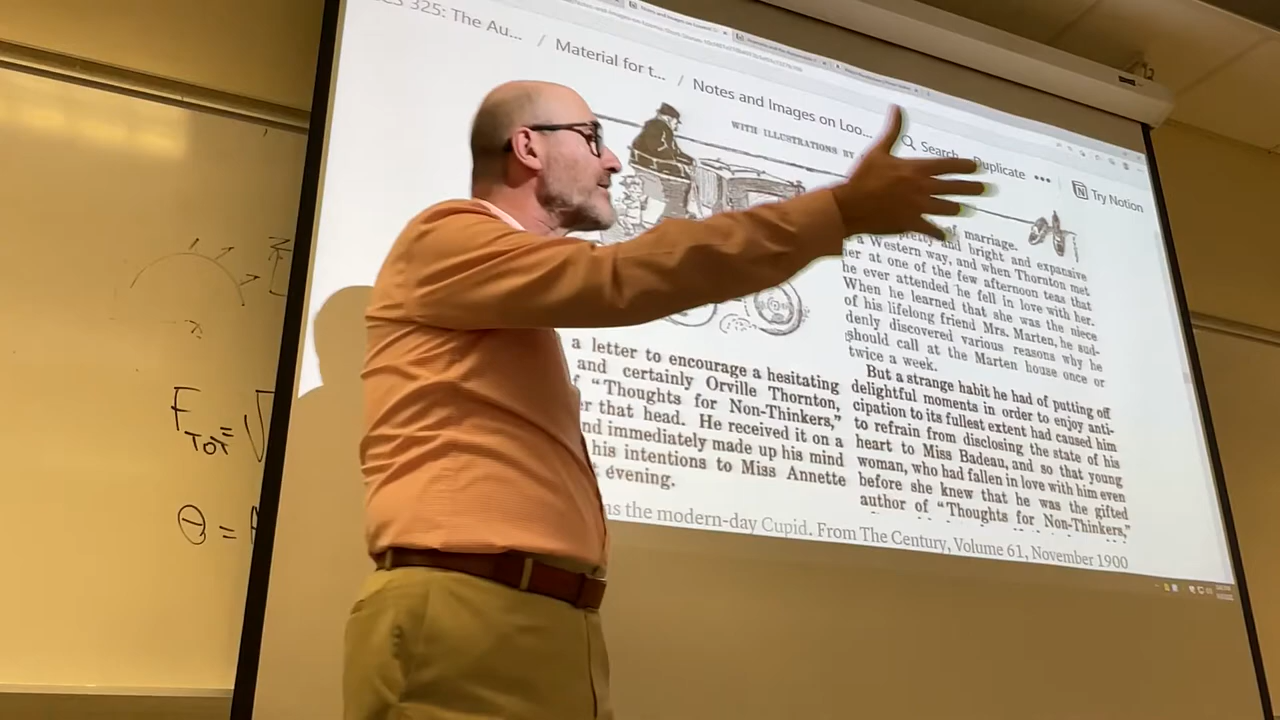 325: The Au... / Material for t... / Notes and Images on Loo...
Search Duplicate ••• Try Notion
WITH ILLUSTRATIONS BY
a letter to encourage a hesitating
and certainly Orville Thornton,
"Thoughts for Non-Thinkers,"
that head. He received it on a
nd immediately made up his mind
his intentions to Miss Annette
evening.
of marriage.
pretty and bright and expansive
a Western way, and when Thornton met
her at one of the few afternoon teas that
he ever attended he fell in love with her.
When he learned that she was the niece
of his lifelong friend Mrs. Marten, he sud-
denly discovered various reasons why he
should call at the Marten house once or
twice a week.
But a strange habit he had of putting off
delightful moments in order to enjoy anti-
cipation to its fullest extent had caused him
to refrain from disclosing the state of his
heart to Miss Badeau, and so that young
woman, who had fallen in love with him even
before she knew that he was the gifted
author of "Thoughts for Non-Thinkers,"
as the modern-day Cupid. From The Century, Volume 61, November 1900